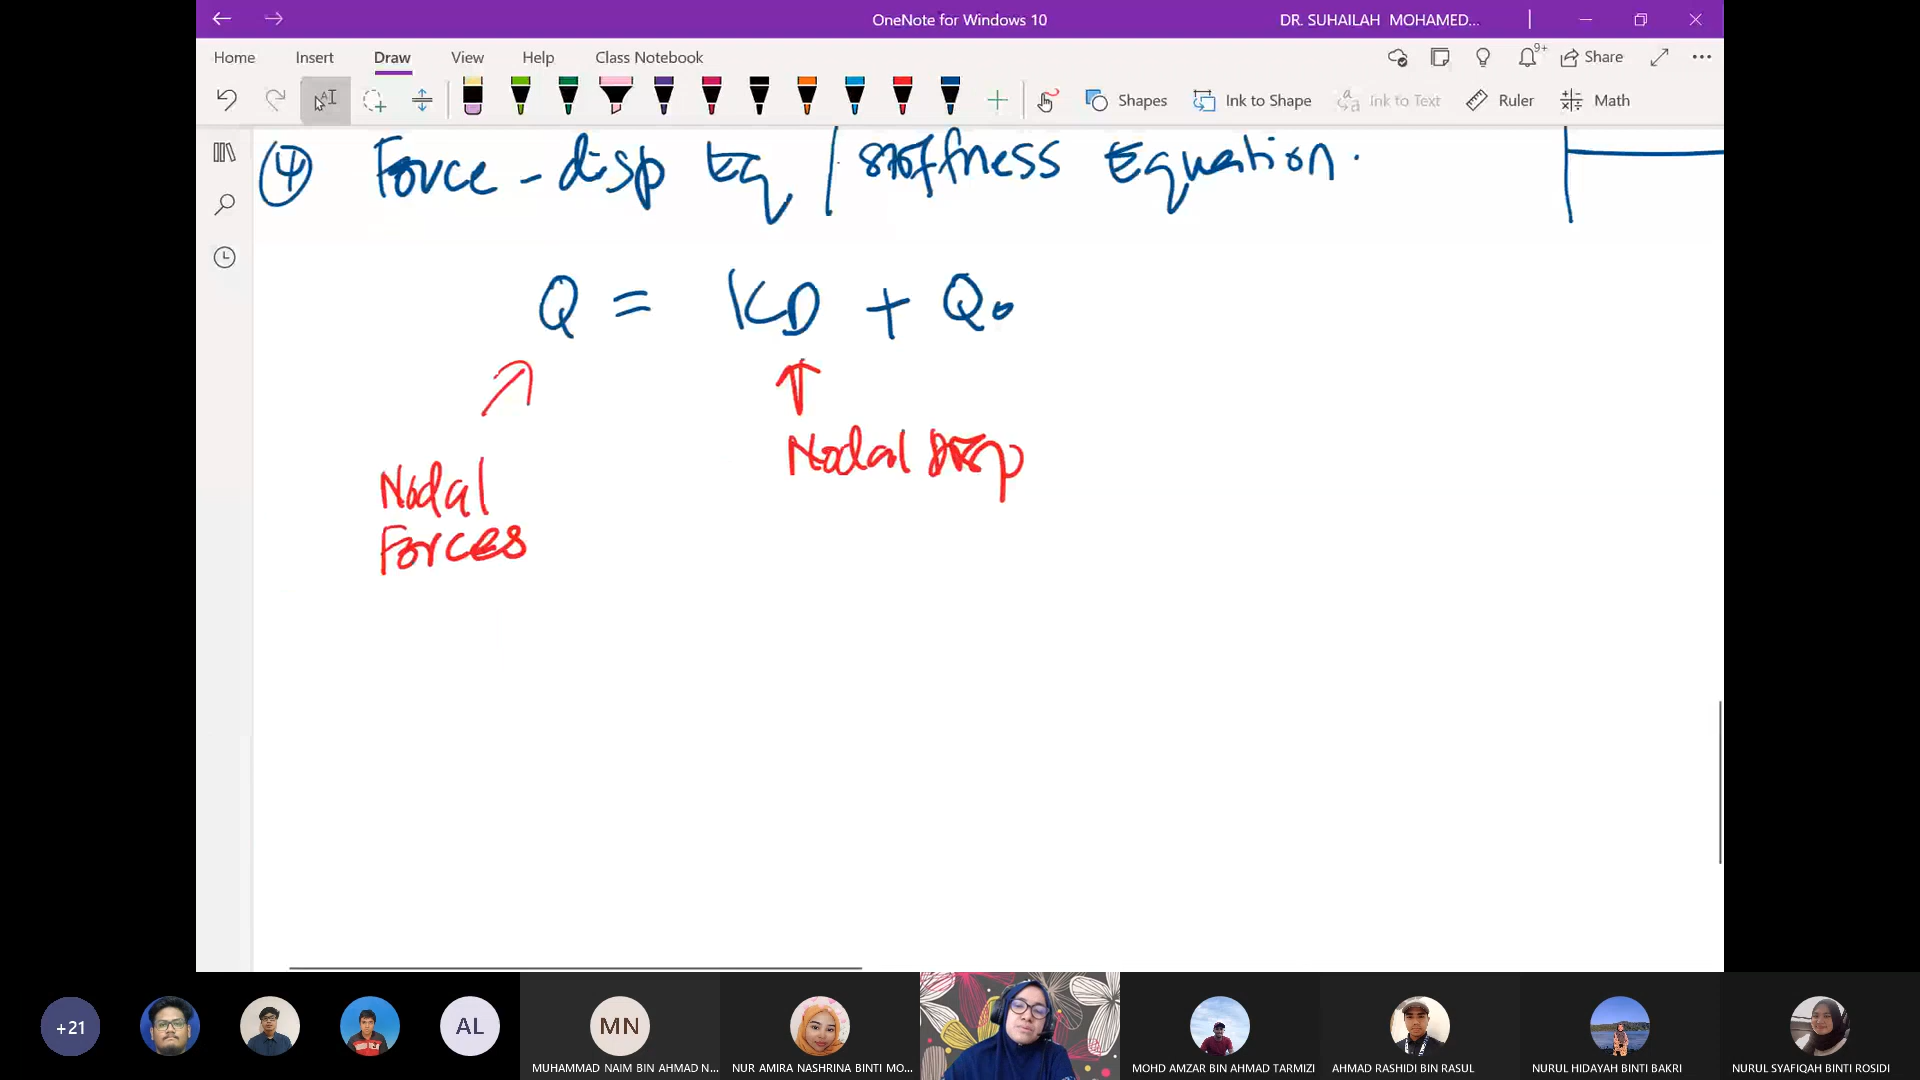 OneNote for Windows 10
DR. SUHAILAH MOHAMED...
Home Insert Draw View Help Class Notebook
9+ Share
Shapes Ink to Shape Ink to Text Ruler Math
④ Force - disp Eq / stiffness Equation.
Q = KD + Q₀
Nodal disp
Nodal
Forces
+21
AL
MN
MUHAMMAD NAIM BIN AHMAD N...
NUR AMIRA NASHRINA BINTI MO...
MOHD AMZAR BIN AHMAD TARMIZI
AHMAD RASHIDI BIN RASUL
NURUL HIDAYAH BINTI BAKRI
NURUL SYAFIQAH BINTI ROSIDI